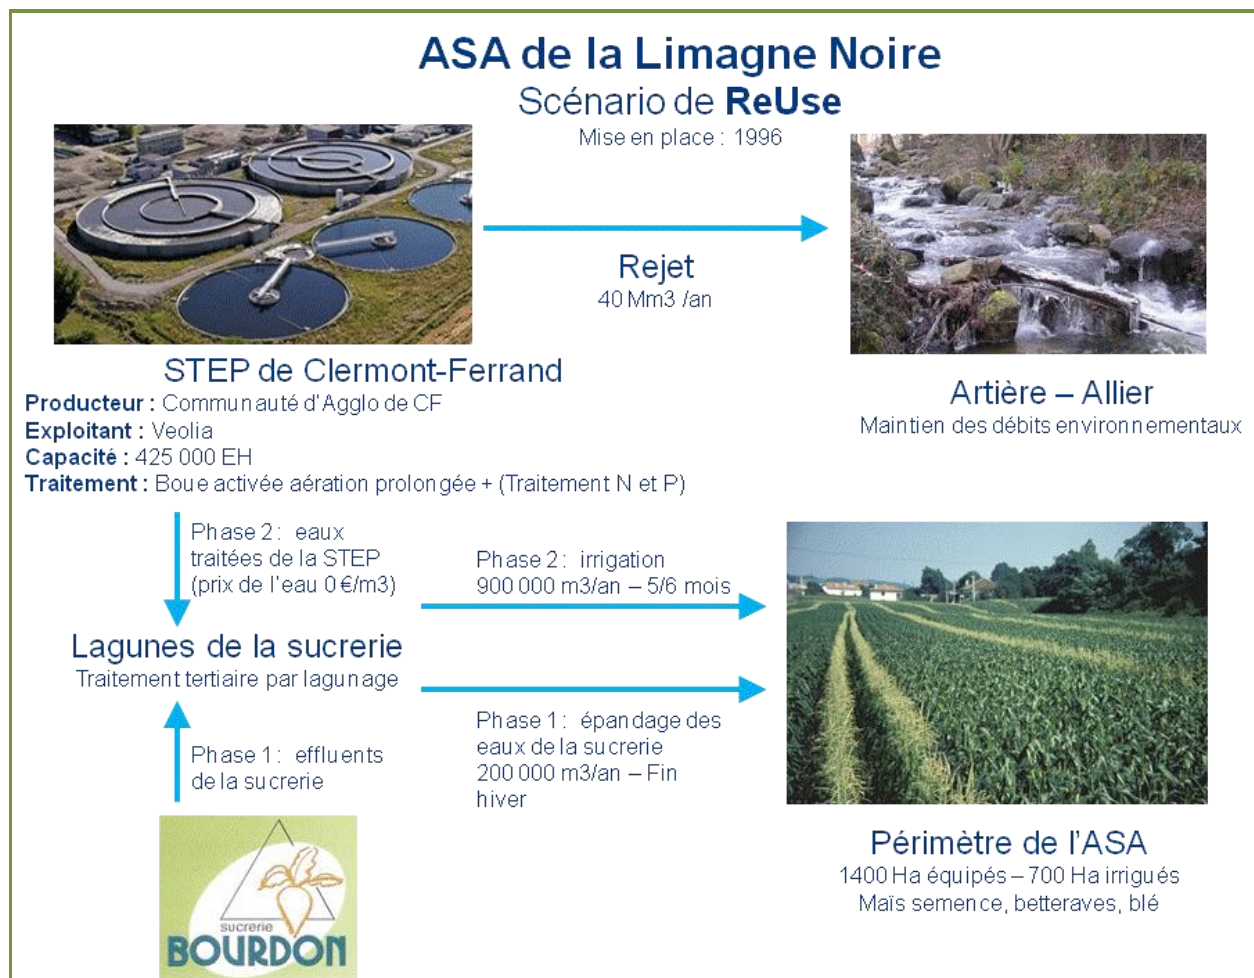 ASA de la Limagne Noire
Scénario de ReUse
Mise en place : 1996
Rejet
40 Mm3 /an
STEP de Clermont-Ferrand
Producteur : Communauté d'Agglo de CF
Exploitant : Veolia
Capacité : 425 000 EH
Traitement : Boue activée aération prolongée + (Traitement N et P)
Artière – Allier
Maintien des débits environnementaux
Phase 2 : eaux
traitées de la STEP
(prix de l'eau 0 €/m3)
Phase 2 : irrigation
900 000 m3/an – 5/6 mois
Lagunes de la sucrerie
Traitement tertiaire par lagunage
Phase 1 : effluents
de la sucrerie
Phase 1 : épandage des
eaux de la sucrerie
200 000 m3/an – Fin
hiver
sucrerie
BOURDON
Périmètre de l'ASA
1400 Ha équipés – 700 Ha irrigués
Maïs semence, betteraves, blé